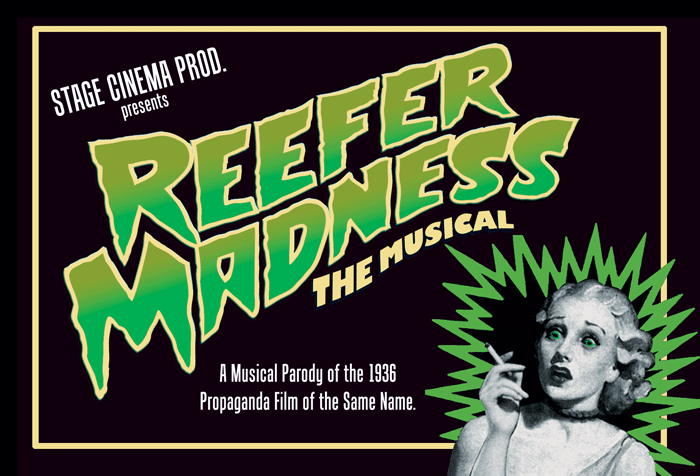 STAGE CINEMA PROD.
presents
REEFER
MADNESS
THE MUSICAL
A Musical Parody of the 1936
Propaganda Film of the Same Name.